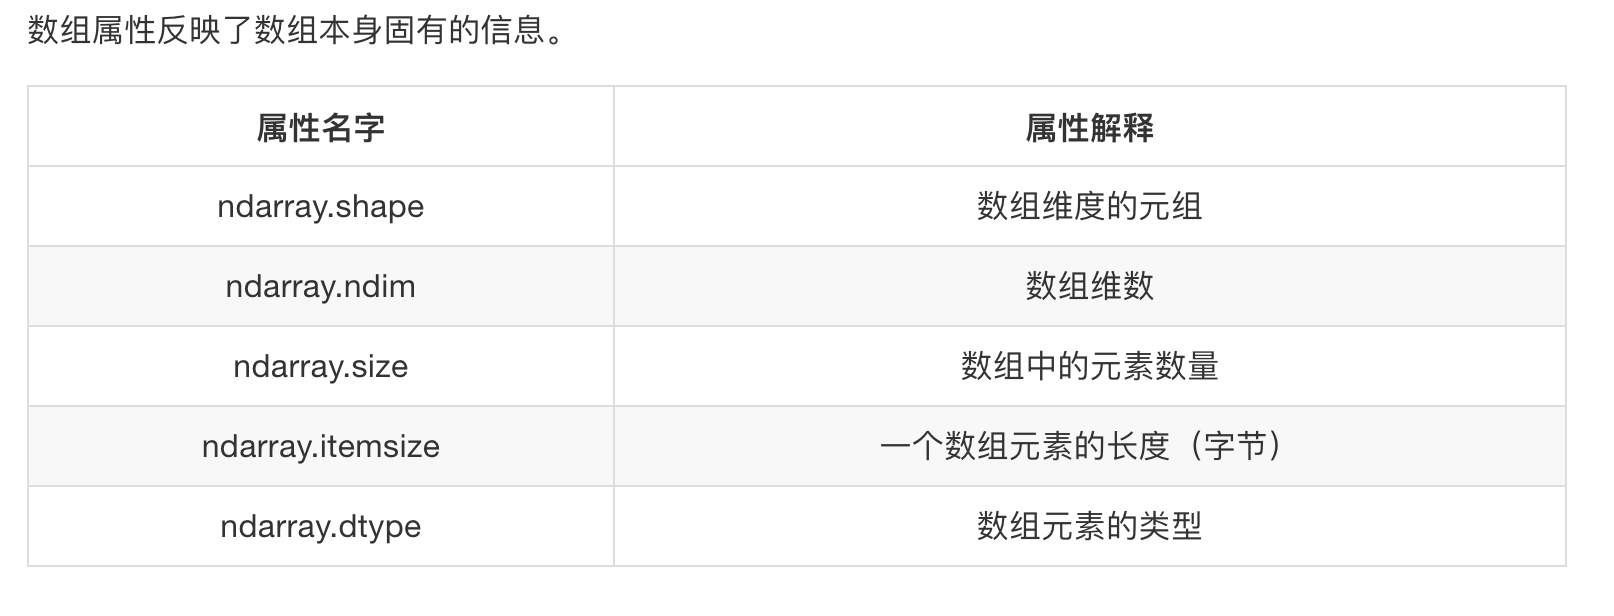 数组属性反映了数组本身固有的信息。
属性名字 属性解释
ndarray.shape 数组维度的元组
ndarray.ndim 数组维数
ndarray.size 数组中的元素数量
ndarray.itemsize 一个数组元素的长度（字节）
ndarray.dtype 数组元素的类型